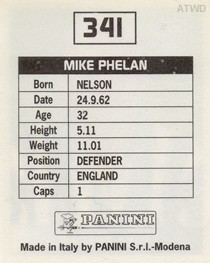 ATWD
341
MIKE PHELAN
Born NELSON
Date 24.9.62
Age 32
Height 5.11
Weight 11.01
Position DEFENDER
Country ENGLAND
Caps 1
PANINI
Made in Italy by PANINI S.r.l.-Modena